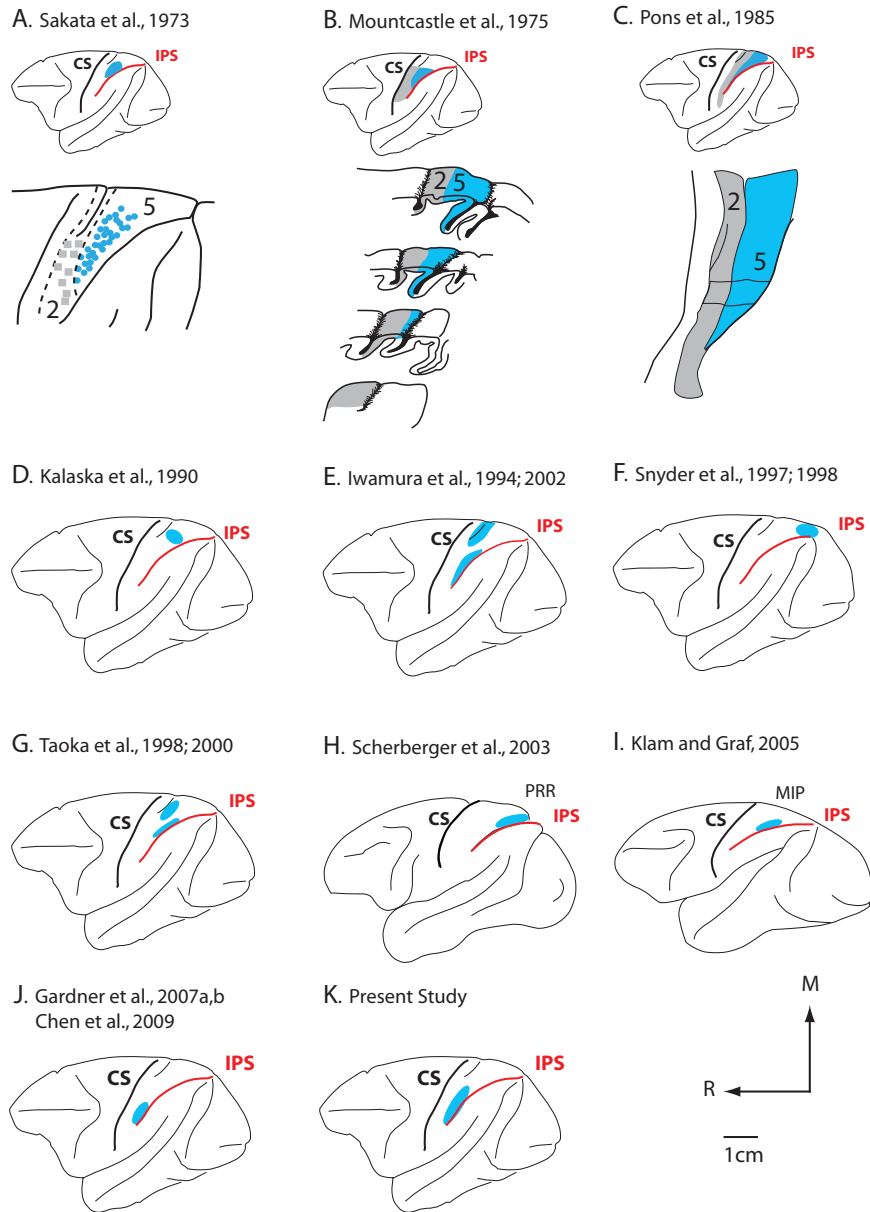 A. Sakata et al., 1973
B. Mountcastle et al., 1975
C. Pons et al., 1985
CS
IPS
CS
IPS
CS
IPS
5
2
2
5
2
5
D. Kalaska et al., 1990
E. Iwamura et al., 1994; 2002
F. Snyder et al., 1997; 1998
CS
IPS
CS
IPS
CS
IPS
G. Taoka et al., 1998; 2000
H. Scherberger et al., 2003
I. Klam and Graf, 2005
CS
IPS
PRR
CS
IPS
MIP
CS
IPS
J. Gardner et al., 2007a,b
Chen et al., 2009
K. Present Study
CS
IPS
CS
IPS
M
R
1cm